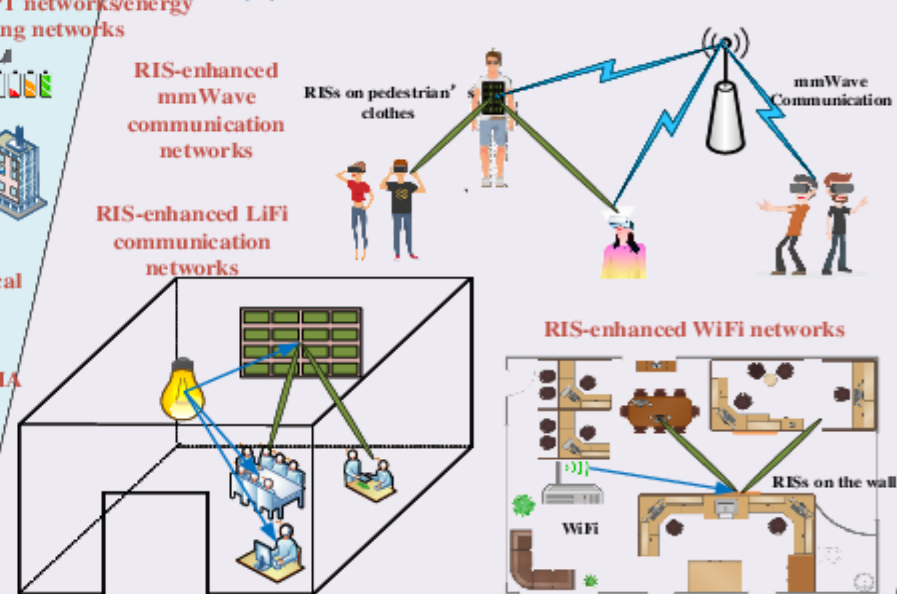 networks/energy
networks
RIS-enhanced
mmWave
communication
networks
RISs on pedestrian's
clothes
mmWave
Communication
RIS-enhanced LiFi
communication
networks
RIS-enhanced WiFi networks
RISs on the wall
WiFi